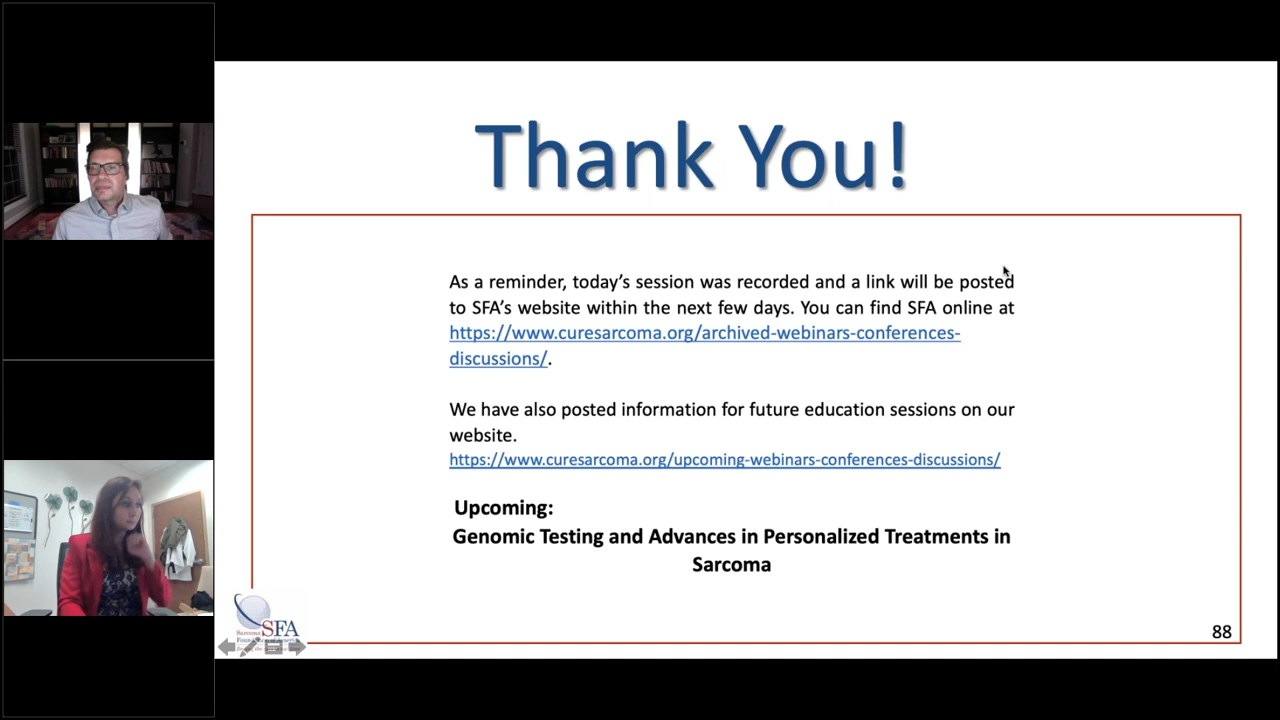 Thank You!
As a reminder, today's session was recorded and a link will be posted
to SFA's website within the next few days. You can find SFA online at
https://www.curesarcoma.org/archived-webinars-conferences-
discussions/.
We have also posted information for future education sessions on our
website.
https://www.curesarcoma.org/upcoming-webinars-conferences-discussions/
Upcoming:
Genomic Testing and Advances in Personalized Treatments in
Sarcoma
Sarcoma SFA
88